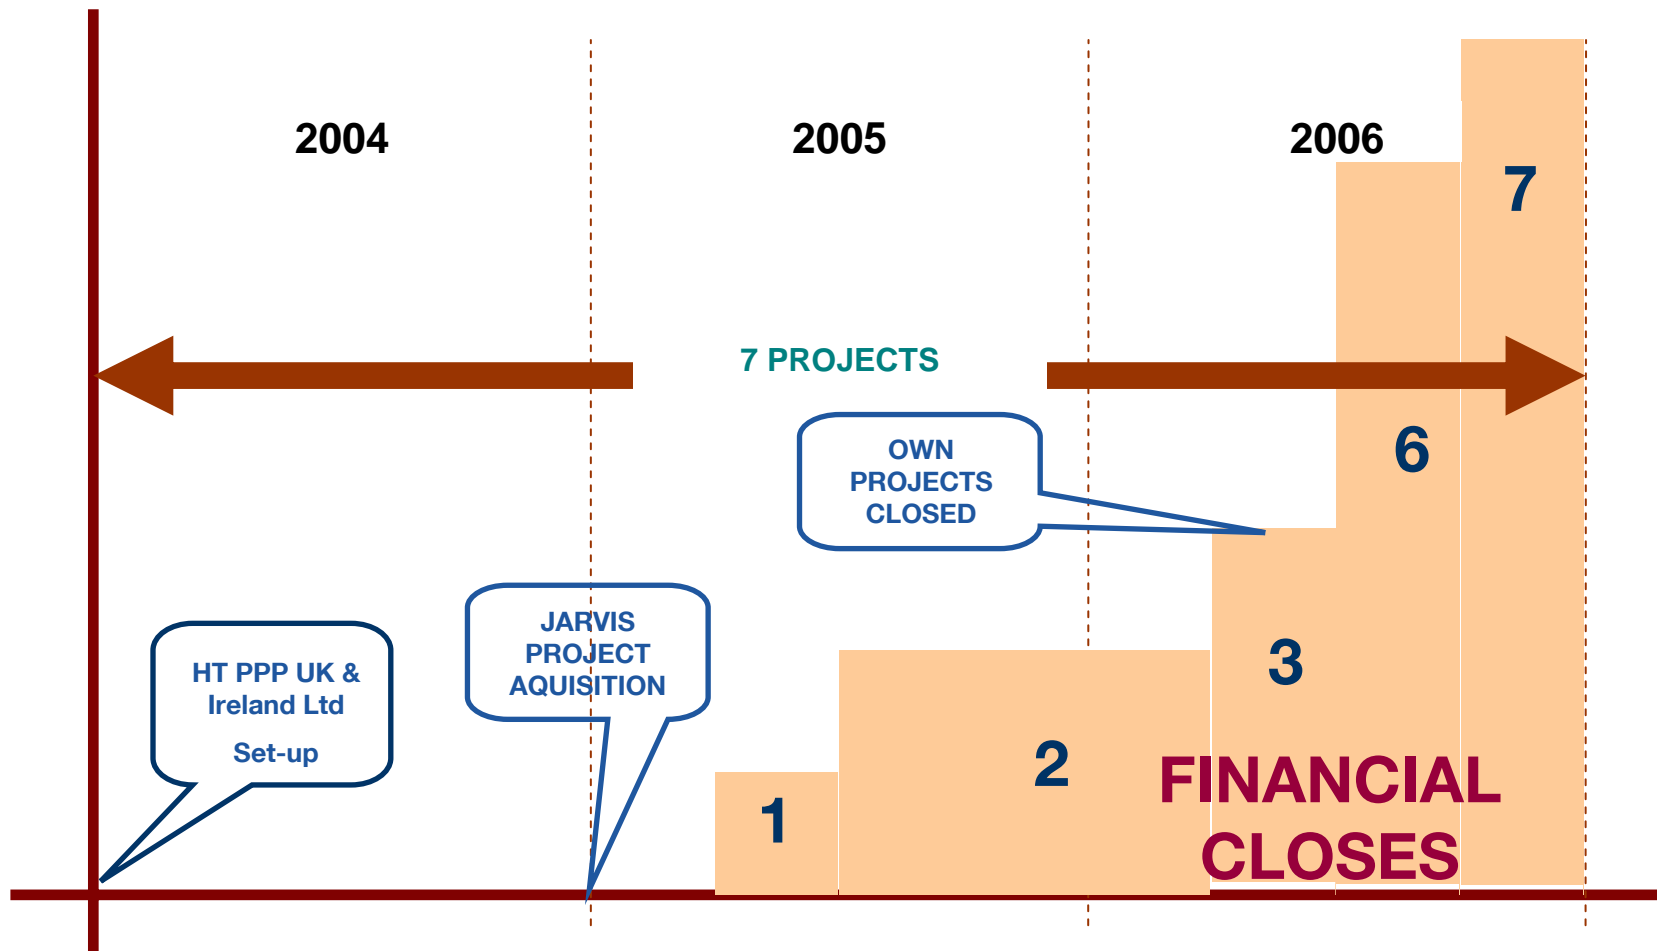 2004
2005
2006
7
7 PROJECTS
6
OWN
PROJECTS
CLOSED
JARVIS
PROJECT
AQUISITION
HT PPP UK &
Ireland Ltd
Set-up
3
2
1
FINANCIAL
CLOSES